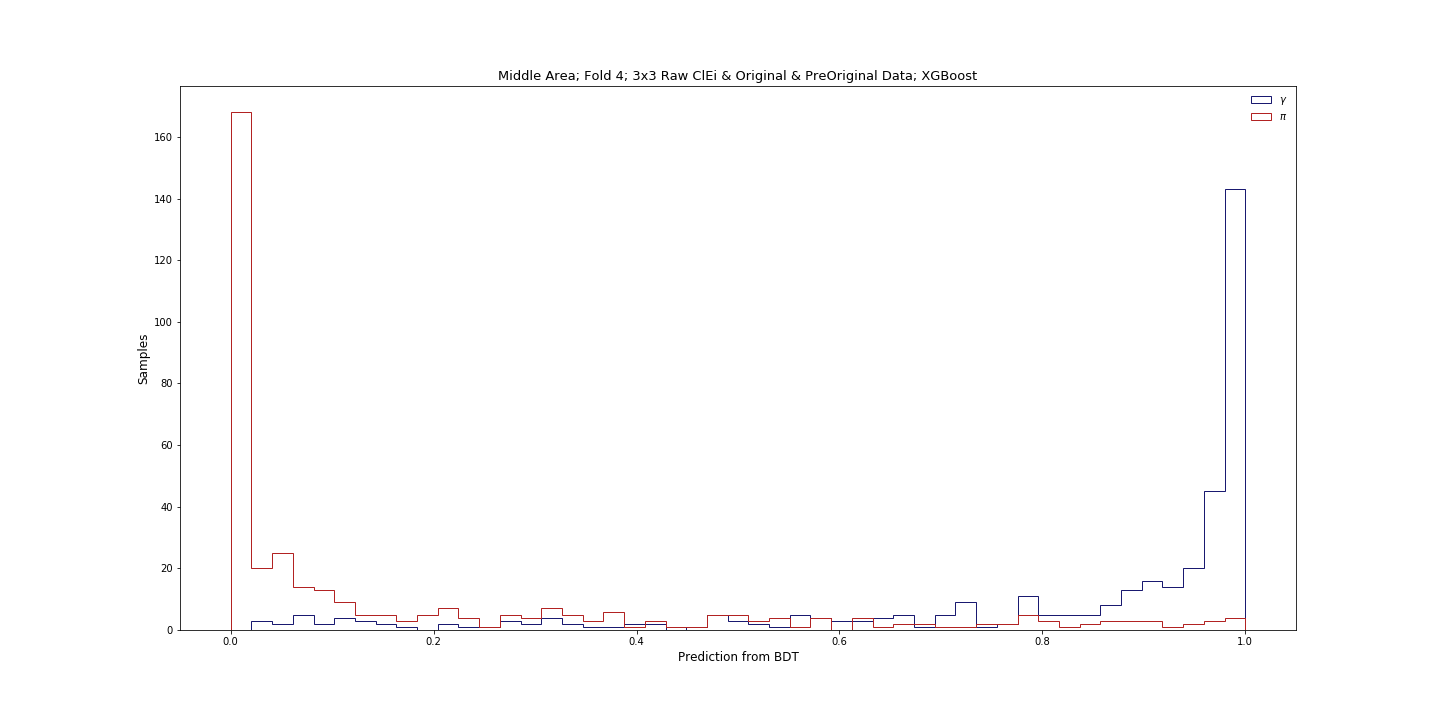 Middle Area; Fold 4; 3x3 Raw ClEi & Original & PreOriginal Data; XGBoost
γ
π
160
140
120
100
80
60
40
20
0
Samples
0.0 0.2 0.4 0.6 0.8 1.0
Prediction from BDT